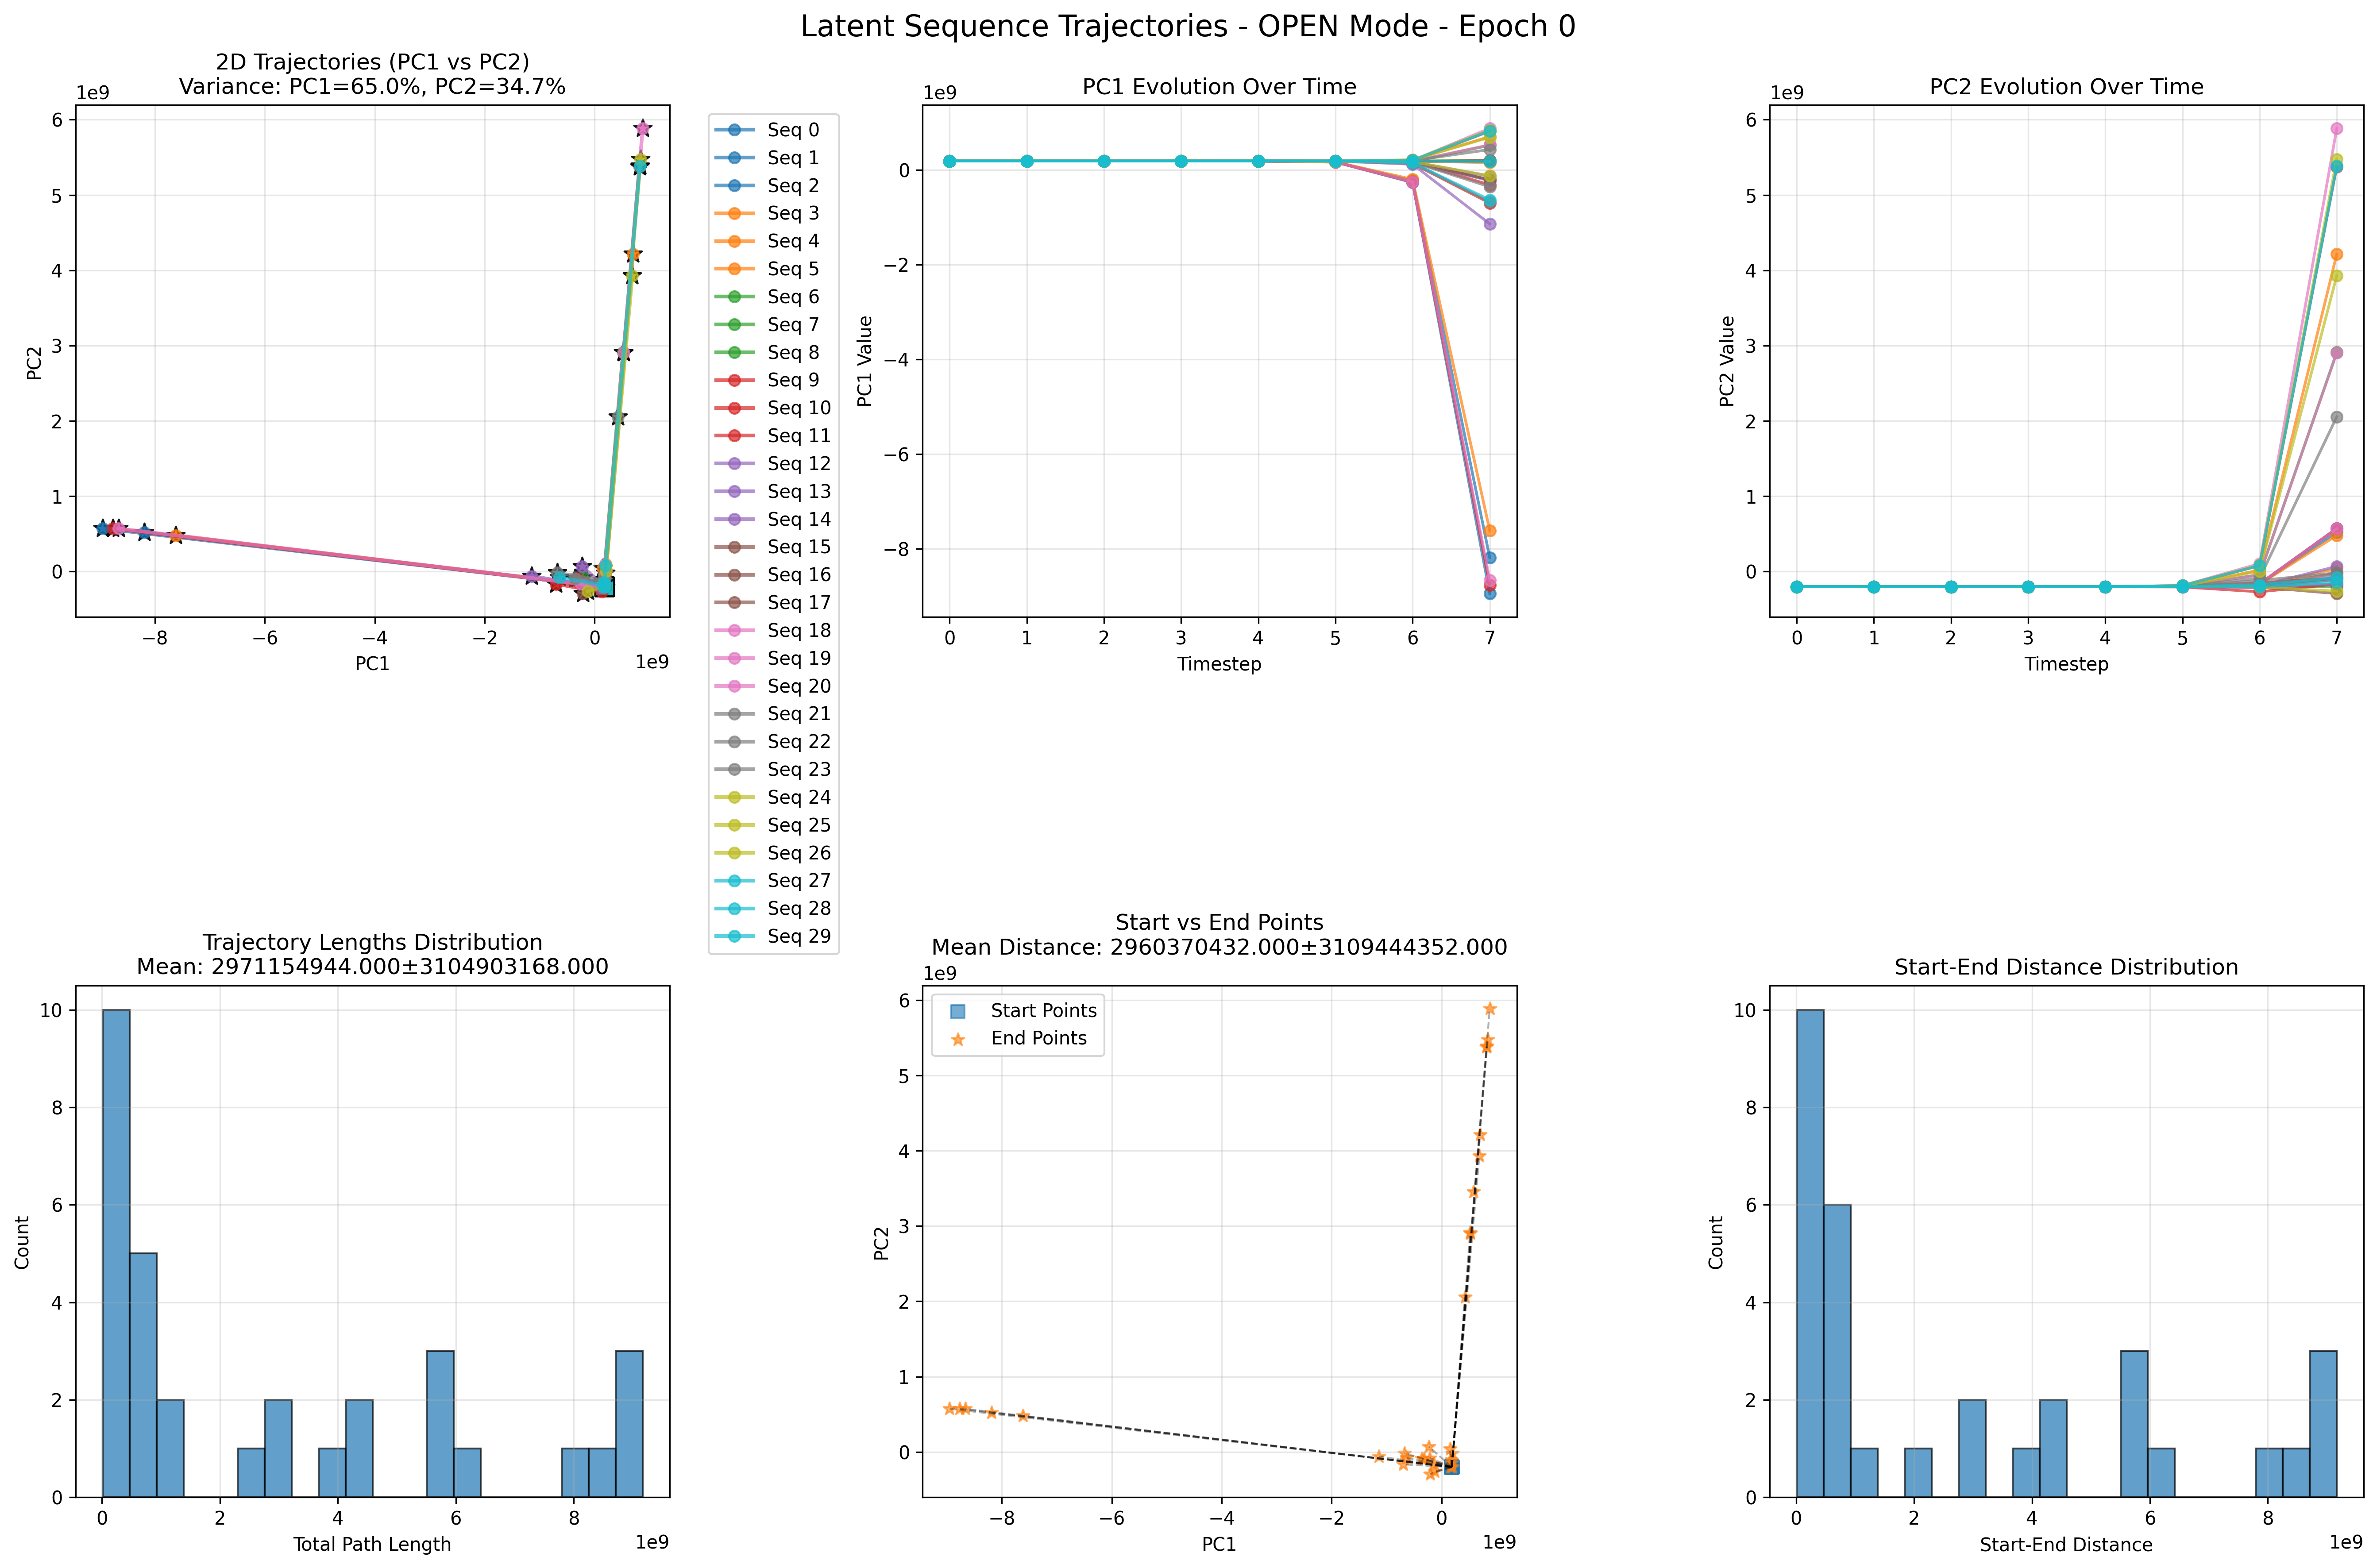 Latent Sequence Trajectories - OPEN Mode - Epoch 0
2D Trajectories (PC1 vs PC2)
Variance: PC1=65.0%, PC2=34.7%
1e9
6
5
4
3
2
1
0
PC2
−8
−6
−4
−2
0
1e9
PC1
Seq 0
Seq 1
Seq 2
Seq 3
Seq 4
Seq 5
Seq 6
Seq 7
Seq 8
Seq 9
Seq 10
Seq 11
Seq 12
Seq 13
Seq 14
Seq 15
Seq 16
Seq 17
Seq 18
Seq 19
Seq 20
Seq 21
Seq 22
Seq 23
Seq 24
Seq 25
Seq 26
Seq 27
Seq 28
Seq 29
PC1 Evolution Over Time
1e9
0
−2
−4
−6
−8
PC1 Value
0
1
2
3
4
5
6
7
Timestep
PC2 Evolution Over Time
1e9
6
5
4
3
2
1
0
PC2 Value
0
1
2
3
4
5
6
7
Timestep
Trajectory Lengths Distribution
Mean: 2971154944.000±3104903168.000
10
8
6
4
2
0
Count
0
2
4
6
8
1e9
Total Path Length
Start vs End Points
Mean Distance: 2960370432.000±3109444352.000
1e9
Start Points
End Points
6
5
4
3
2
1
0
PC2
−8
−6
−4
−2
0
1e9
PC1
Start-End Distance Distribution
10
8
6
4
2
0
Count
0
2
4
6
8
1e9
Start-End Distance